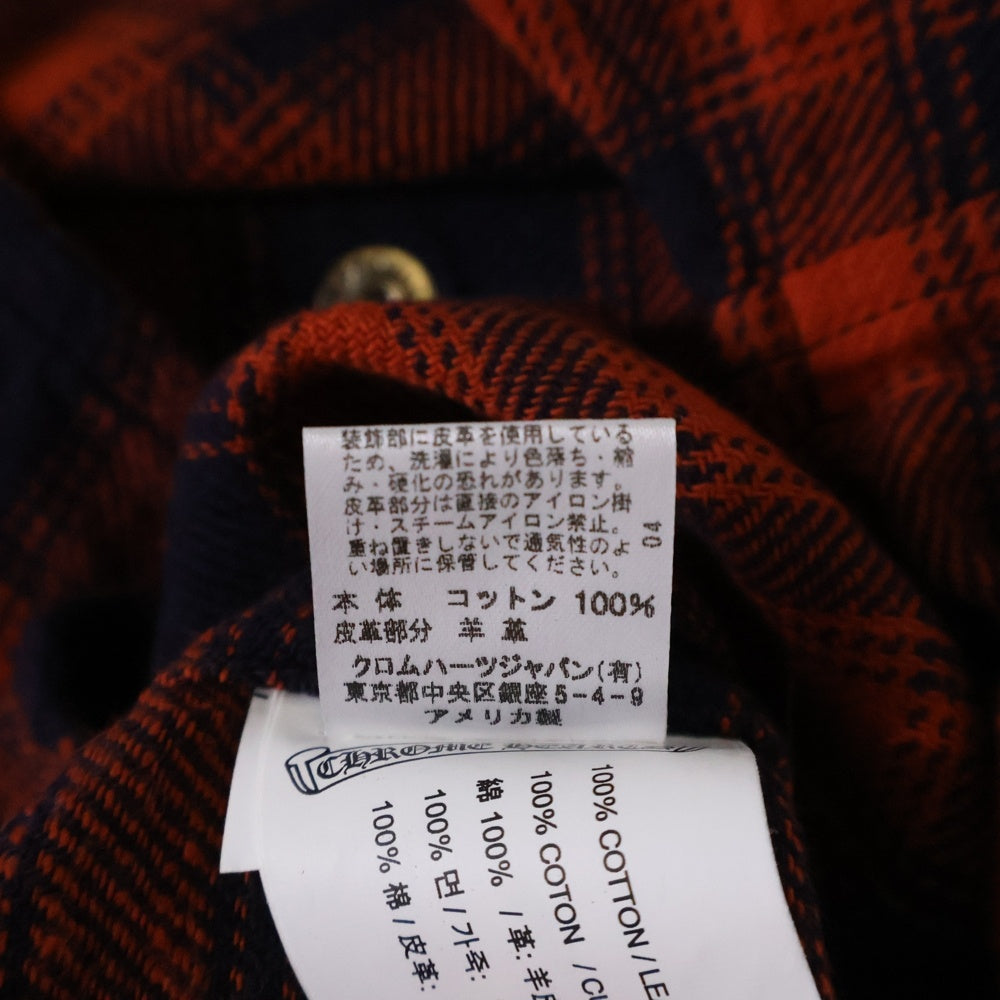 装飾部に皮革を使用している
ため、洗濯により色落ち・縮
み・硬化の恐れがあります。
皮革部分は直接のアイロン掛
け・スチームアイロン禁止。
重ね置きしないで通気性のよ
い場所に保管してください。
04
本体 コットン 100%
皮革部分 羊革
クロムハーツジャパン(有)
東京都中央区銀座5-4-9
アメリカ製
CHROME
100% COTTON / LE
100% COTON / CU
綿 100% / 革: 羊
100% 면 / 가죽:
100% 棉 / 皮革: